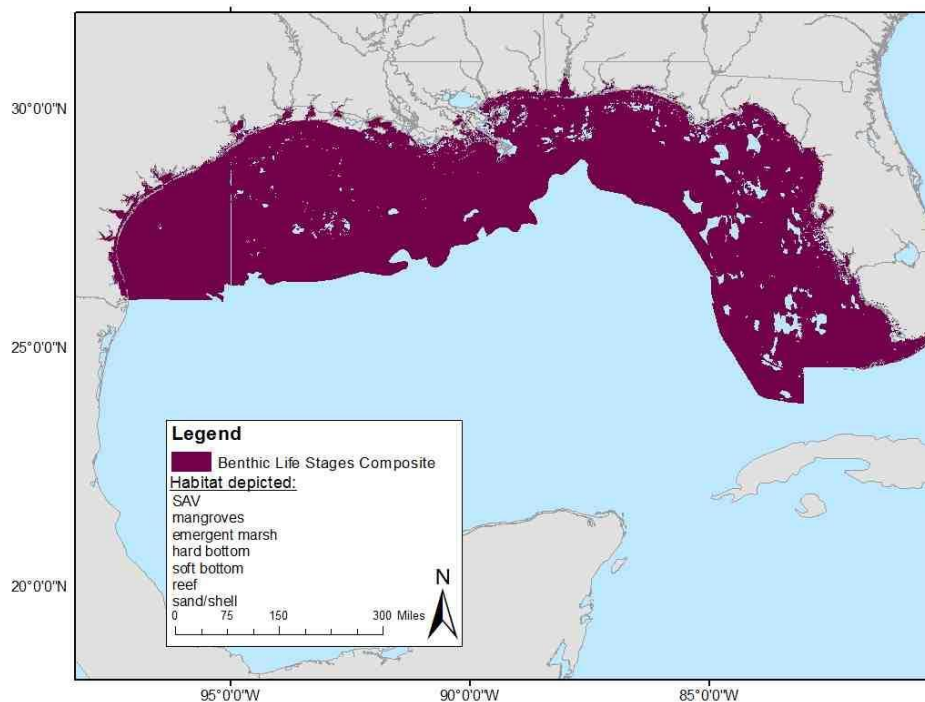 30°0'0"N
25°0'0"N
20°0'0"N
Legend
Benthic Life Stages Composite
Habitat depicted:
SAV
mangroves
emergent marsh
hard bottom
soft bottom
reef
sand/shell
N
0 75 150 300 Miles
95°0'0"W 90°0'0"W 85°0'0"W